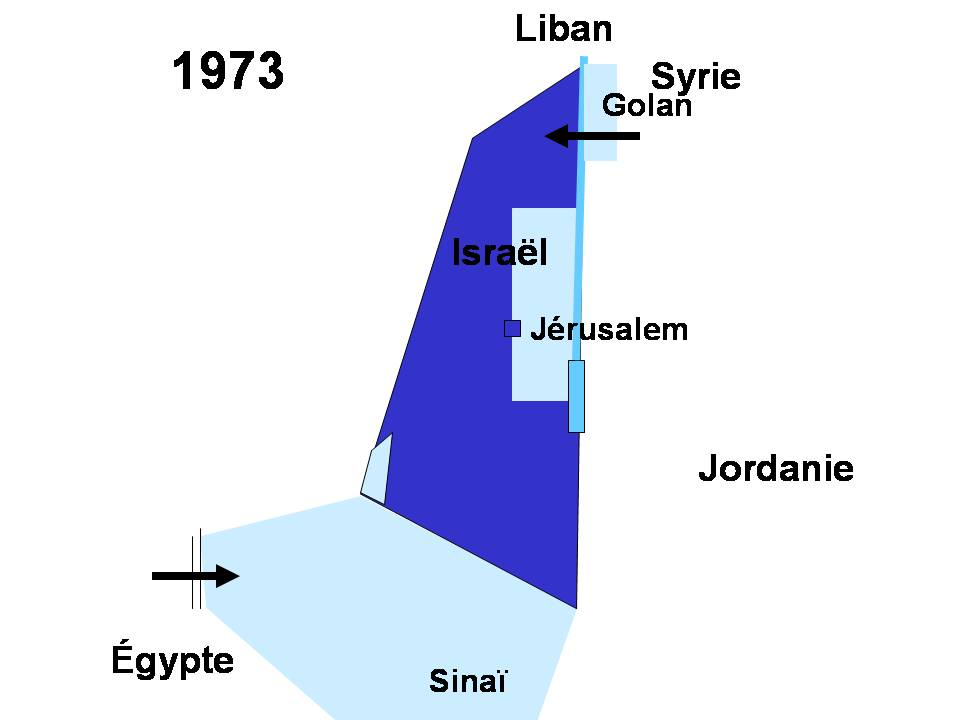 Liban
1973
Syrie
Golan
Israël
Jérusalem
Jordanie
Égypte
Sinaï